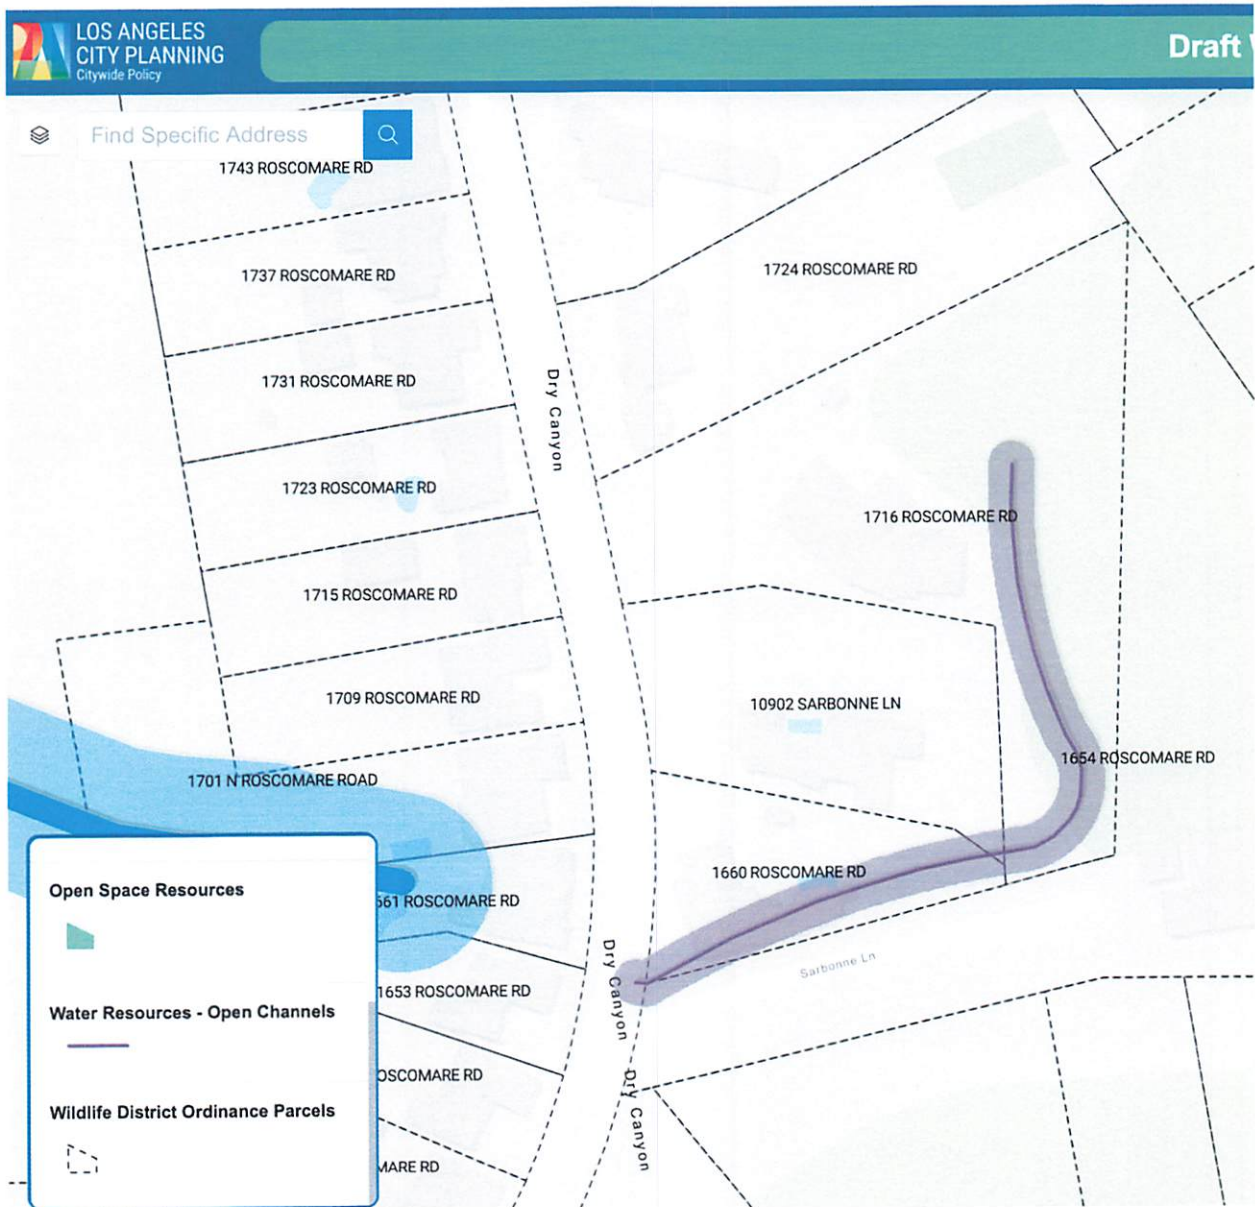 LOS ANGELES
CITY PLANNING
Citywide Policy
Draft
Find Specific Address
1743 ROSCOMARE RD
1737 ROSCOMARE RD
1724 ROSCOMARE RD
1731 ROSCOMARE RD
Dry Canyon
1723 ROSCOMARE RD
1716 ROSCOMARE RD
1715 ROSCOMARE RD
1709 ROSCOMARE RD
10902 SARBONNE LN
1654 ROSCOMARE RD
1701 N ROSCOMARE ROAD
1660 ROSCOMARE RD
661 ROSCOMARE RD
Sarbonne Ln
Dry Canyon
1653 ROSCOMARE RD
OSCOMARE RD
Dry Canyon
MARE RD
Open Space Resources
Water Resources - Open Channels
Wildlife District Ordinance Parcels